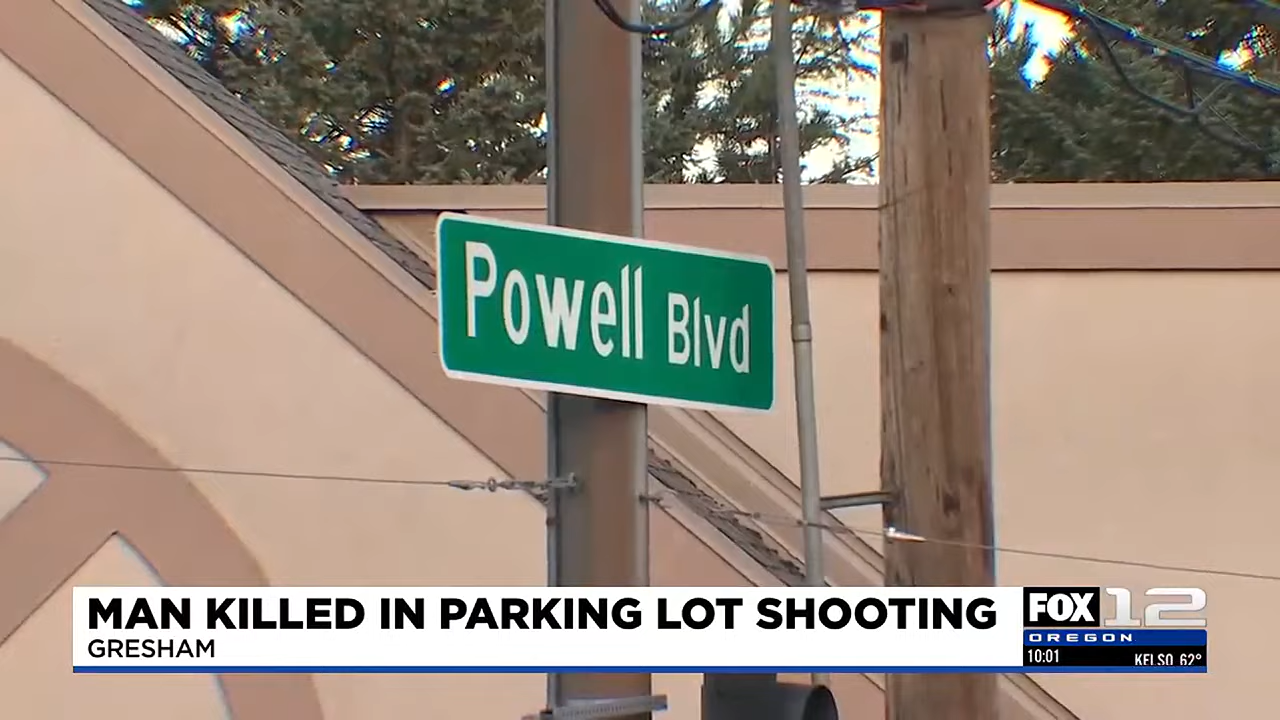 Powell Blvd
MAN KILLED IN PARKING LOT SHOOTING
GRESHAM
FOX 12
OREGON
10:01 KELSO 62°